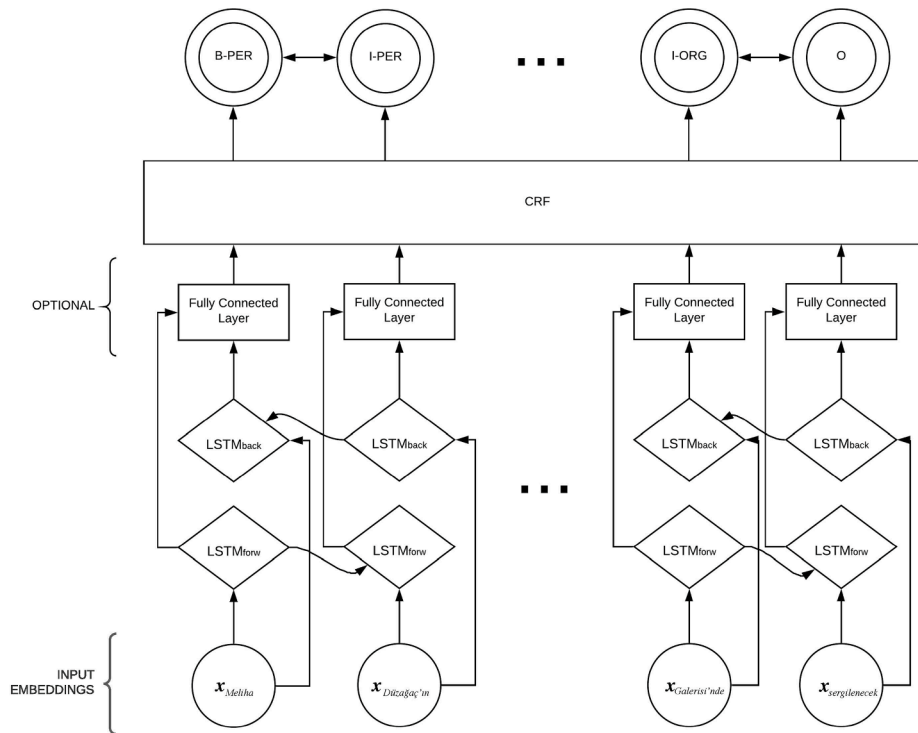 B-PER I-PER ... I-ORG O
CRF
OPTIONAL
Fully Connected Layer
Fully Connected Layer
Fully Connected Layer
Fully Connected Layer
LSTMback LSTMback LSTMback LSTMback
...
LSTMforw LSTMforw LSTMforw LSTMforw
INPUT
EMBEDDINGS
xMeliha xDüzağaç'ın xGalerisi'nde xsergilenecek